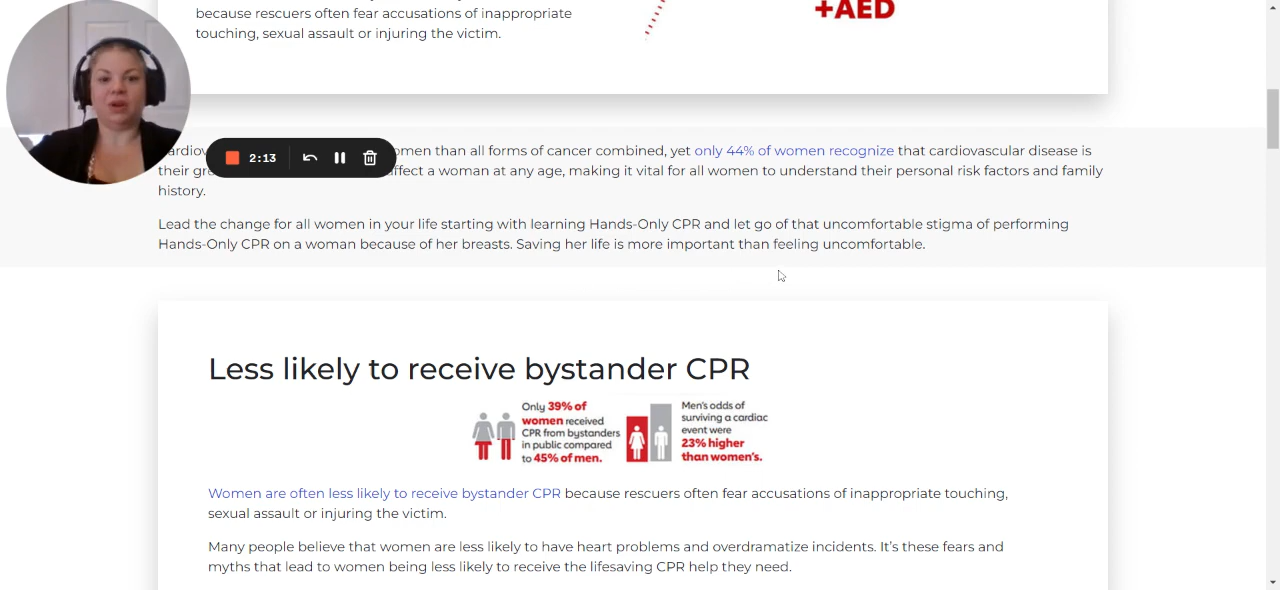 because rescuers often fear accusations of inappropriate
touching, sexual assault or injuring the victim.
+AED
2:13
omen than all forms of cancer combined, yet only 44% of women recognize that cardiovascular disease is
their ffect a woman at any age, making it vital for all women to understand their personal risk factors and family
history.
Lead the change for all women in your life starting with learning Hands-Only CPR and let go of that uncomfortable stigma of performing
Hands-Only CPR on a woman because of her breasts. Saving her life is more important than feeling uncomfortable.
Less likely to receive bystander CPR
Only 39% of
women received
CPR from bystanders
in public compared
to 45% of men.
Men's odds of
surviving a cardiac
event were
23% higher
than women's.
Women are often less likely to receive bystander CPR because rescuers often fear accusations of inappropriate touching,
sexual assault or injuring the victim.
Many people believe that women are less likely to have heart problems and overdramatize incidents. It's these fears and
myths that lead to women being less likely to receive the lifesaving CPR help they need.